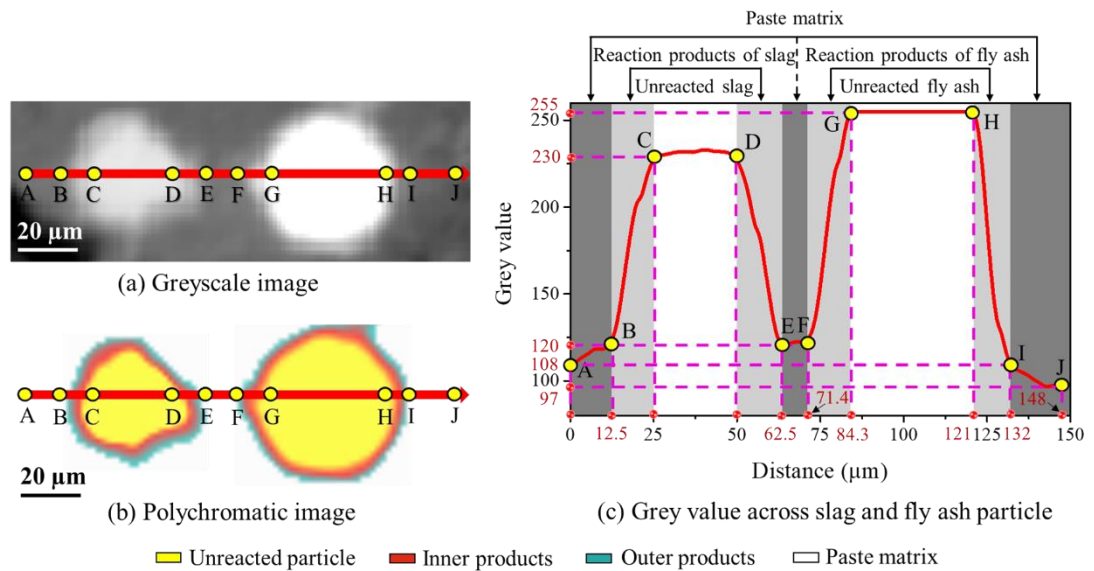 Paste matrix
Reaction products of slag Reaction products of fly ash
Unreacted slag Unreacted fly ash
A B C D E F G H I J
20 µm
(a) Greyscale image
A B C D E F G H I J
20 µm
(b) Polychromatic image
255
250
230
200
150
120
108
100
97
Grey value
A B C D E F G H I J
71.4 148
0 12.5 25 50 62.5 75 84.3 100 121 125 132 150
Distance (µm)
(c) Grey value across slag and fly ash particle
Unreacted particle Inner products Outer products Paste matrix